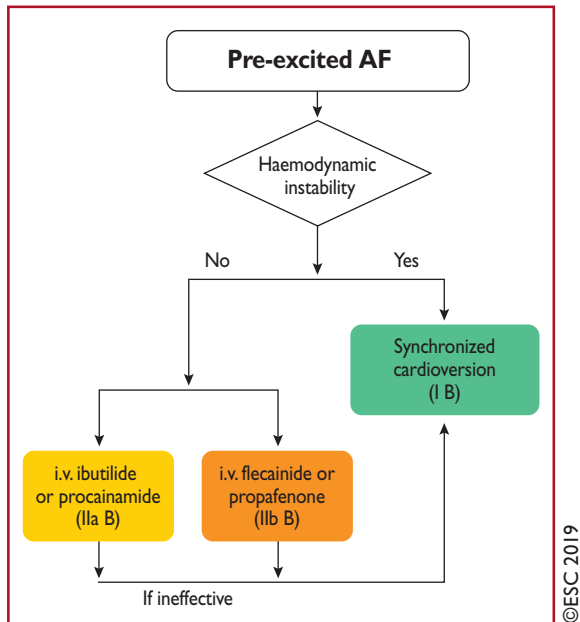 Pre-excited AF
Haemodynamic
instability
No
Yes
Synchronized
cardioversion
(I B)
i.v. ibutilide
or procainamide
(IIa B)
i.v. flecainide or
propafenone
(IIb B)
If ineffective
©ESC 2019